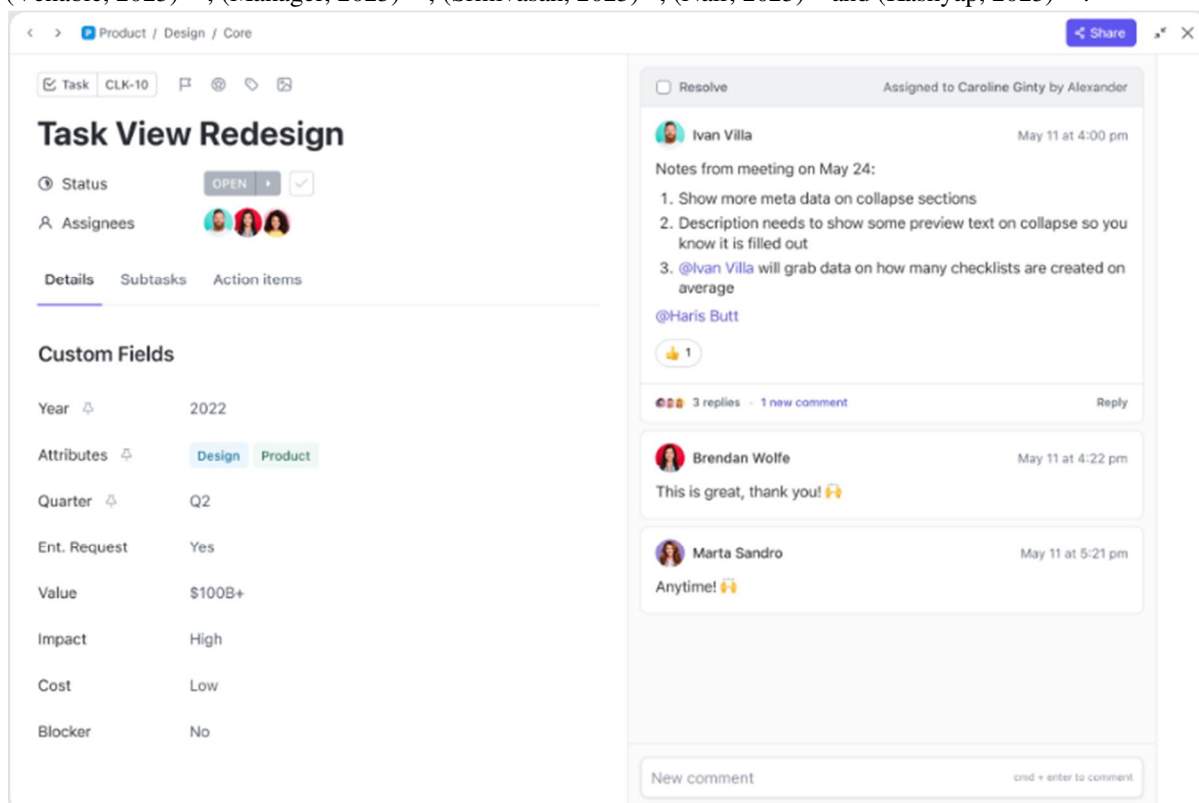 < > Product / Design / Core
Share
Task CLK-10
Task View Redesign
Status OPEN
Assignees
Details Subtasks Action items
Custom Fields
Year 2022
Attributes Design Product
Quarter Q2
Ent. Request Yes
Value $100B+
Impact High
Cost Low
Blocker No
Resolve Assigned to Caroline Ginty by Alexander
Ivan Villa May 11 at 4:00 pm
Notes from meeting on May 24:
1. Show more meta data on collapse sections
2. Description needs to show some preview text on collapse so you
know it is filled out
3. @Ivan Villa will grab data on how many checklists are created on
average
@Haris Butt
👍 1
3 replies 1 new comment Reply
Brendan Wolfe May 11 at 4:22 pm
This is great, thank you! 🙌
Marta Sandro May 11 at 5:21 pm
Anytime! 🙌
New comment cmd + enter to comment